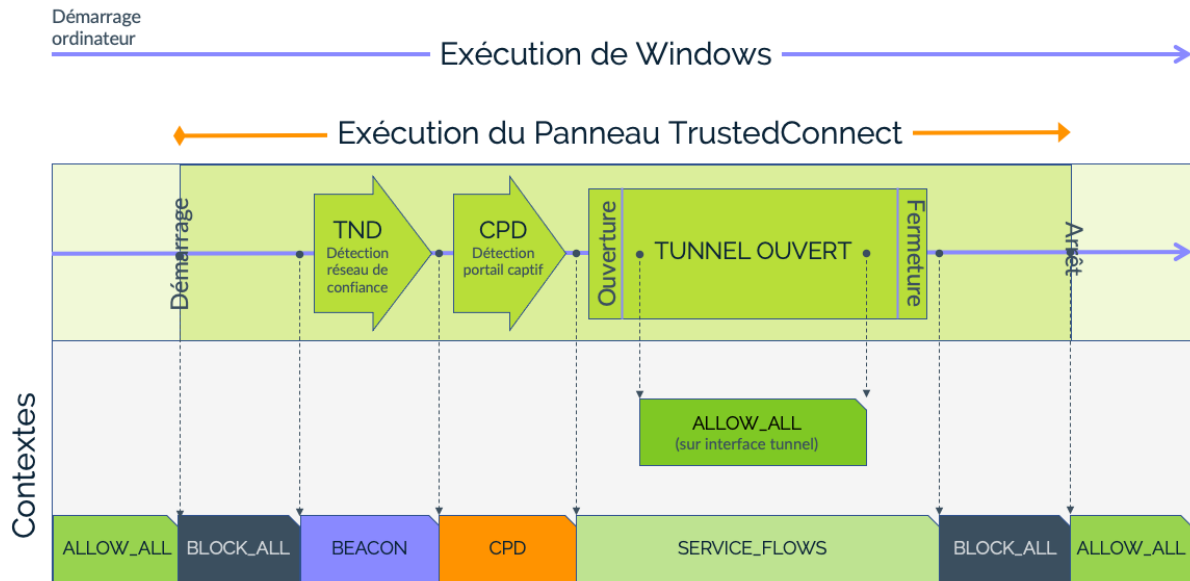 Démarrage
ordinateur
Exécution de Windows
Exécution du Panneau TrustedConnect
Démarrage
TND
Détection
réseau de
confiance
CPD
Détection
portail captif
Ouverture
TUNNEL OUVERT
Fermeture
Arrêt
Contextes
ALLOW_ALL
(sur interface tunnel)
ALLOW_ALL
BLOCK_ALL
BEACON
CPD
SERVICE_FLOWS
BLOCK_ALL
ALLOW_ALL